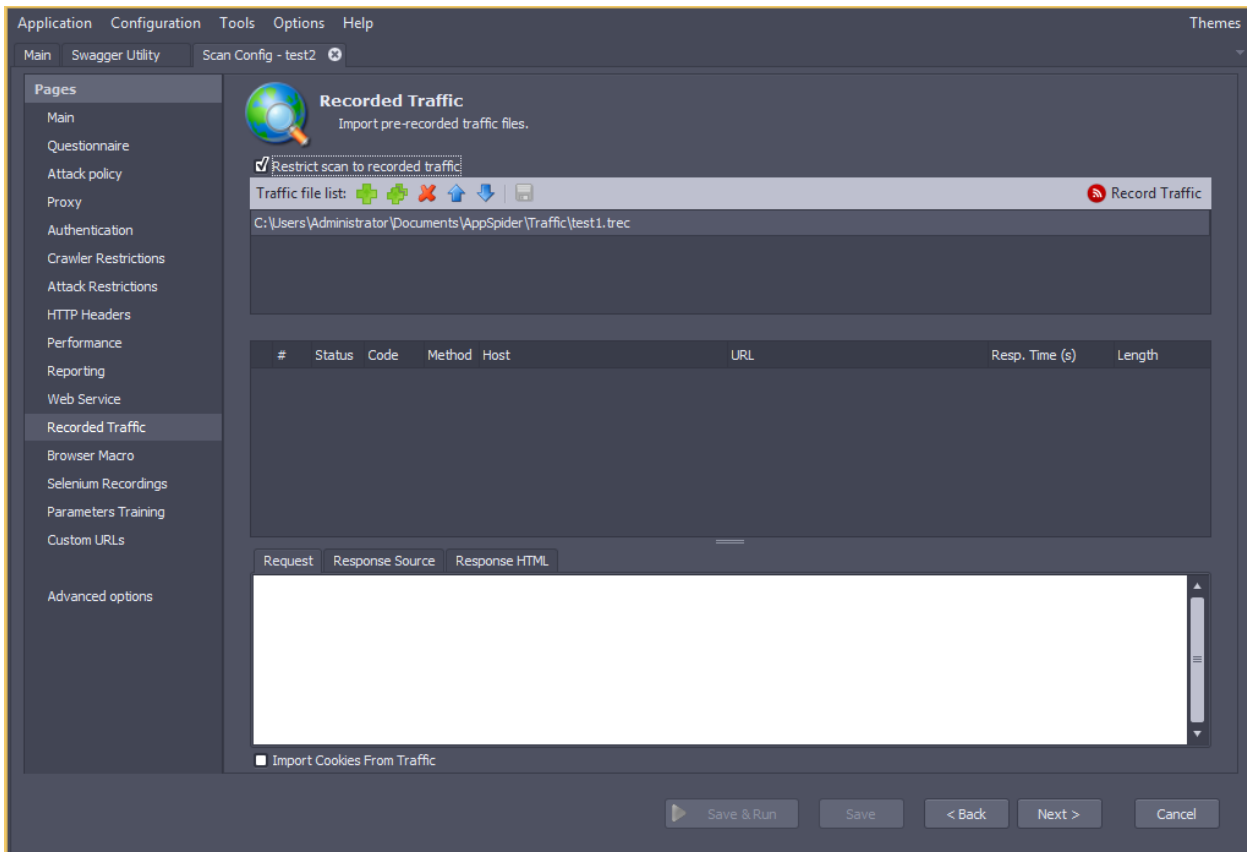 Application Configuration Tools Options Help Themes
Main Swagger Utility Scan Config - test2
Pages
Main
Questionnaire
Attack policy
Proxy
Authentication
Crawler Restrictions
Attack Restrictions
HTTP Headers
Performance
Reporting
Web Service
Recorded Traffic
Browser Macro
Selenium Recordings
Parameters Training
Custom URLs
Advanced options
Recorded Traffic
Import pre-recorded traffic files.
Restrict scan to recorded traffic
Traffic file list: Record Traffic
C:\Users\Administrator\Documents\AppSpider\Traffic\test1.trec
# Status Code Method Host URL Resp. Time (s) Length
Request Response Source Response HTML
Import Cookies From Traffic
Save & Run Save < Back Next > Cancel